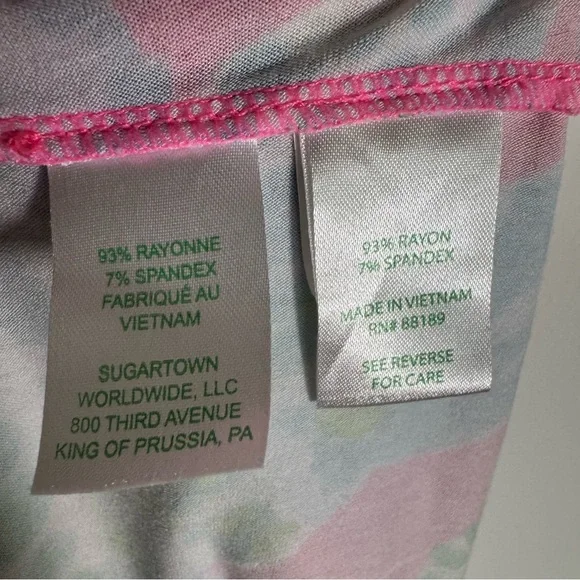 93% RAYONNE
7% SPANDEX
FABRIQUÉ AU
VIETNAM
SUGARTOWN
WORLDWIDE, LLC
800 THIRD AVENUE
KING OF PRUSSIA, PA
93% RAYON
7% SPANDEX
MADE IN VIETNAM
RN# 88189
SEE REVERSE
FOR CARE